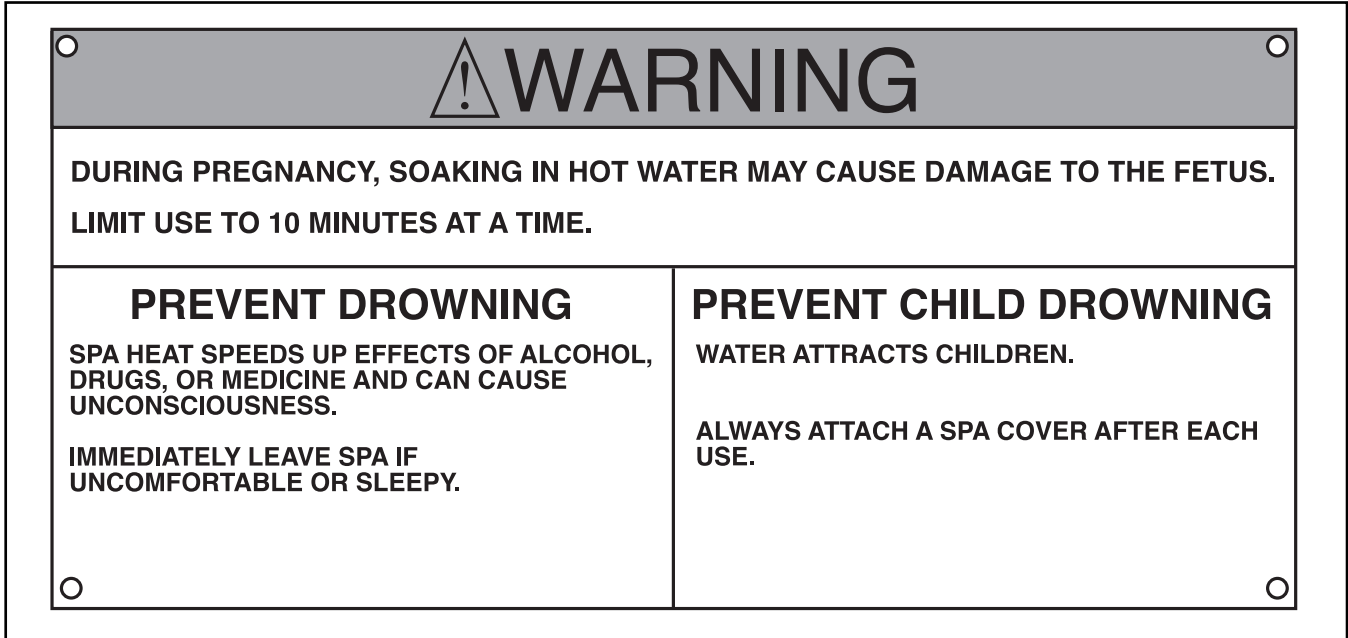 WARNING
DURING PREGNANCY, SOAKING IN HOT WATER MAY CAUSE DAMAGE TO THE FETUS.
LIMIT USE TO 10 MINUTES AT A TIME.
PREVENT DROWNING
SPA HEAT SPEEDS UP EFFECTS OF ALCOHOL,
DRUGS, OR MEDICINE AND CAN CAUSE
UNCONSCIOUSNESS.
IMMEDIATELY LEAVE SPA IF
UNCOMFORTABLE OR SLEEPY.
PREVENT CHILD DROWNING
WATER ATTRACTS CHILDREN.
ALWAYS ATTACH A SPA COVER AFTER EACH
USE.